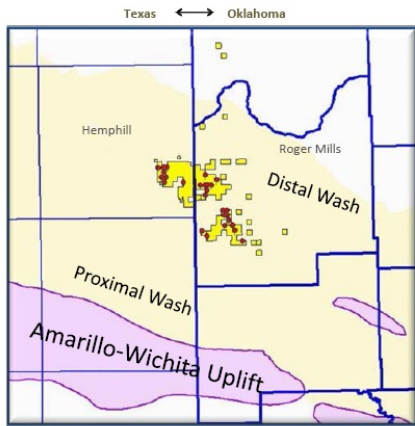 Texas ⟷ Oklahoma
Hemphill
Roger Mills
Distal Wash
Proximal Wash
Amarillo-Wichita Uplift